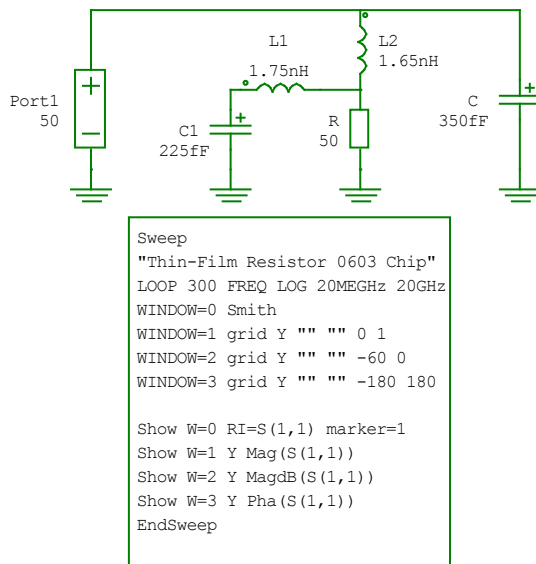 L1
L2
1.75nH
1.65nH
Port1
50
C1
225fF
R
50
C
350fF
Sweep
"Thin-Film Resistor 0603 Chip"
LOOP 300 FREQ LOG 20MEGHz 20GHz
WINDOW=0 Smith
WINDOW=1 grid Y "" "" 0 1
WINDOW=2 grid Y "" "" -60 0
WINDOW=3 grid Y "" "" -180 180
Show W=0 RI=S(1,1) marker=1
Show W=1 Y Mag(S(1,1))
Show W=2 Y MagdB(S(1,1))
Show W=3 Y Pha(S(1,1))
EndSweep